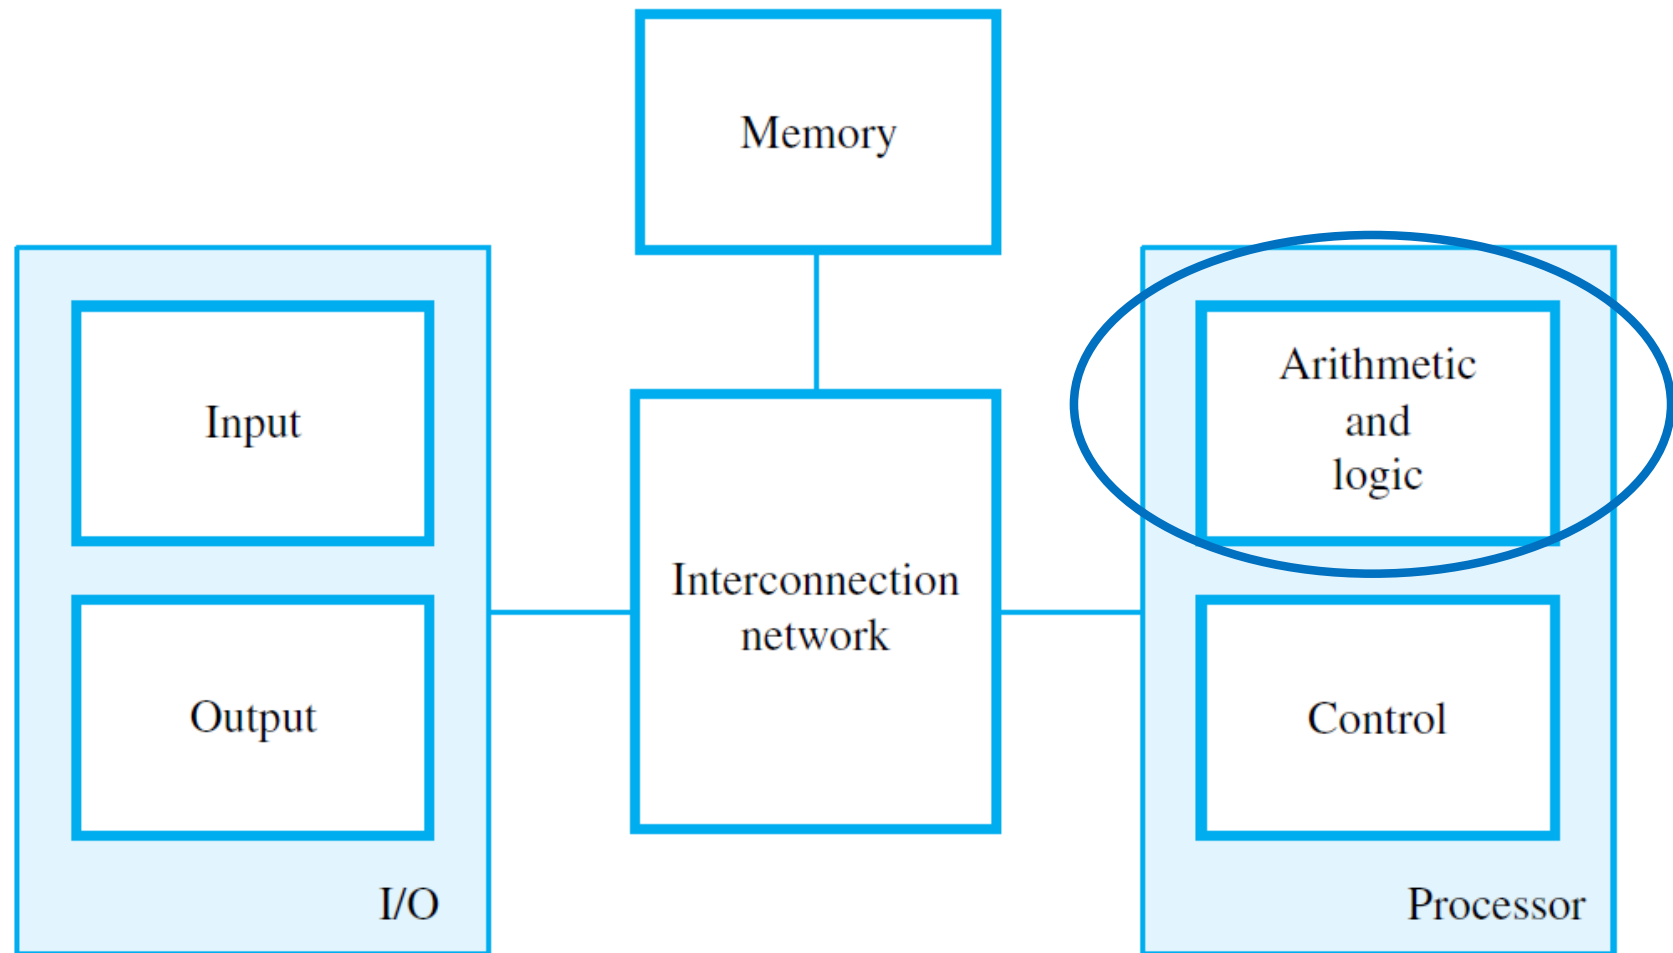 Memory
Input
Output
I/O
Interconnection
network
Arithmetic
and
logic
Control
Processor